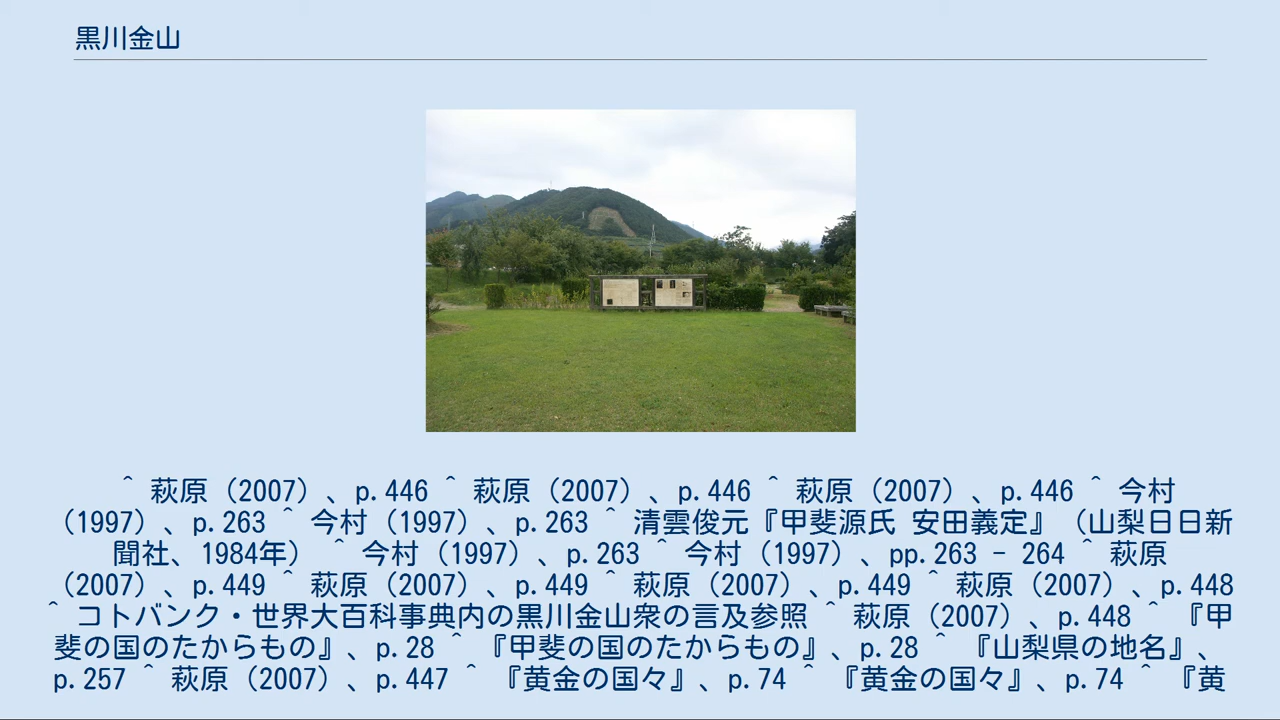 黒川金山
^ 萩原（2007）、p.446 ^ 萩原（2007）、p.446 ^ 萩原（2007）、p.446 ^ 今村
（1997）、p.263 ^ 今村（1997）、p.263 ^ 清雲俊元『甲斐源氏 安田義定』（山梨日日新
聞社、1984年） ^ 今村（1997）、p.263 ^ 今村（1997）、pp.263 - 264 ^ 萩原
（2007）、p.449 ^ 萩原（2007）、p.449 ^ 萩原（2007）、p.449 ^ 萩原（2007）、p.448
^ コトバンク・世界大百科事典内の黒川金山衆の言及参照 ^ 萩原（2007）、p.448 ^ 『甲
斐の国のたからもの』、p.28 ^ 『甲斐の国のたからもの』、p.28 ^ 『山梨県の地名』、
p.257 ^ 萩原（2007）、p.447 ^ 『黄金の国々』、p.74 ^ 『黄金の国々』、p.74 ^ 『黄